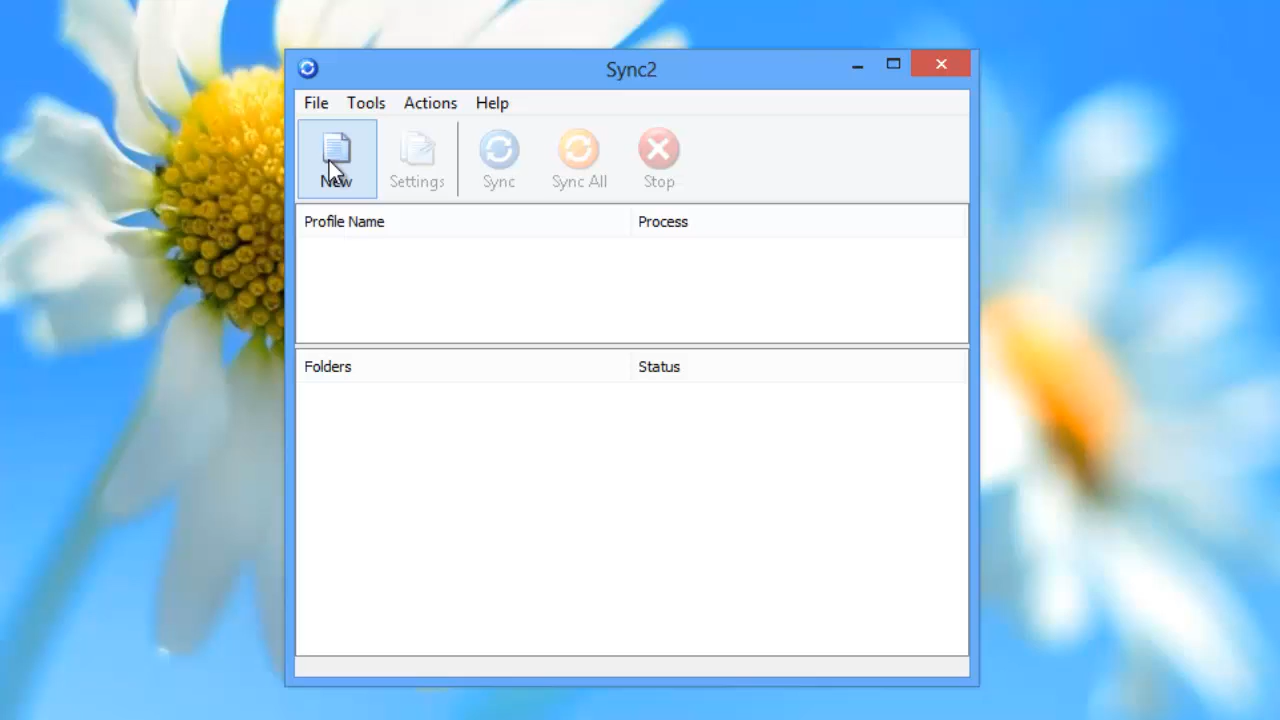 Sync2
File Tools Actions Help
New Settings Sync Sync All Stop
Profile Name Process
Folders Status